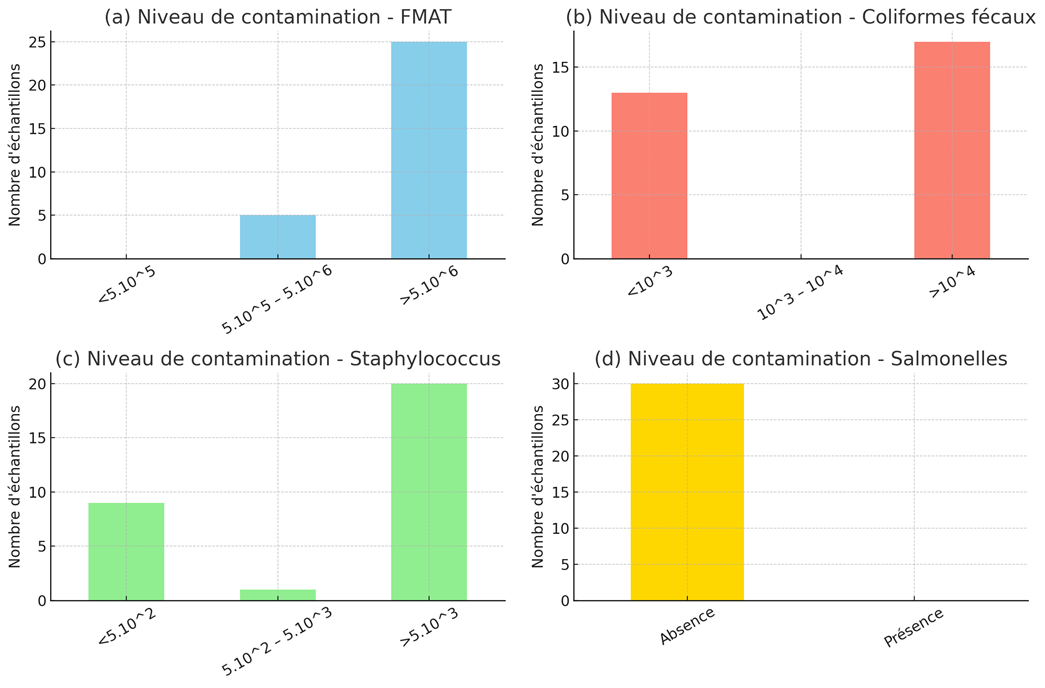 (a) Niveau de contamination - FMAT
Nombre d'échantillons
25
20
15
10
5
0
<5.10^5
5.10^5 – 5.10^6
>5.10^6
(b) Niveau de contamination - Coliformes fécaux
Nombre d'échantillons
15
10
5
0
<10^3
10^3 – 10^4
>10^4
(c) Niveau de contamination - Staphylococcus
Nombre d'échantillons
20
15
10
5
0
<5.10^2
5.10^2 – 5.10^3
>5.10^3
(d) Niveau de contamination - Salmonelles
Nombre d'échantillons
30
25
20
15
10
5
0
Absence
Présence